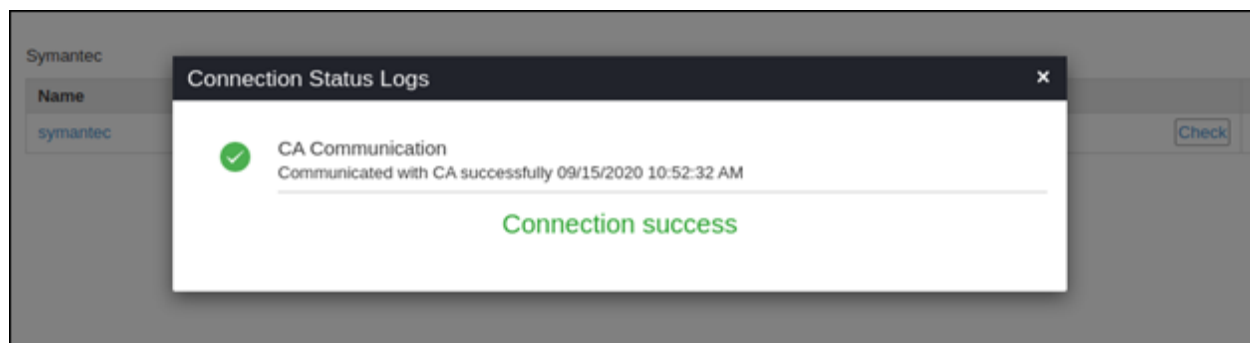 Symantec
Connection Status Logs ×
Name
symantec
Check
CA Communication
Communicated with CA successfully 09/15/2020 10:52:32 AM
Connection success